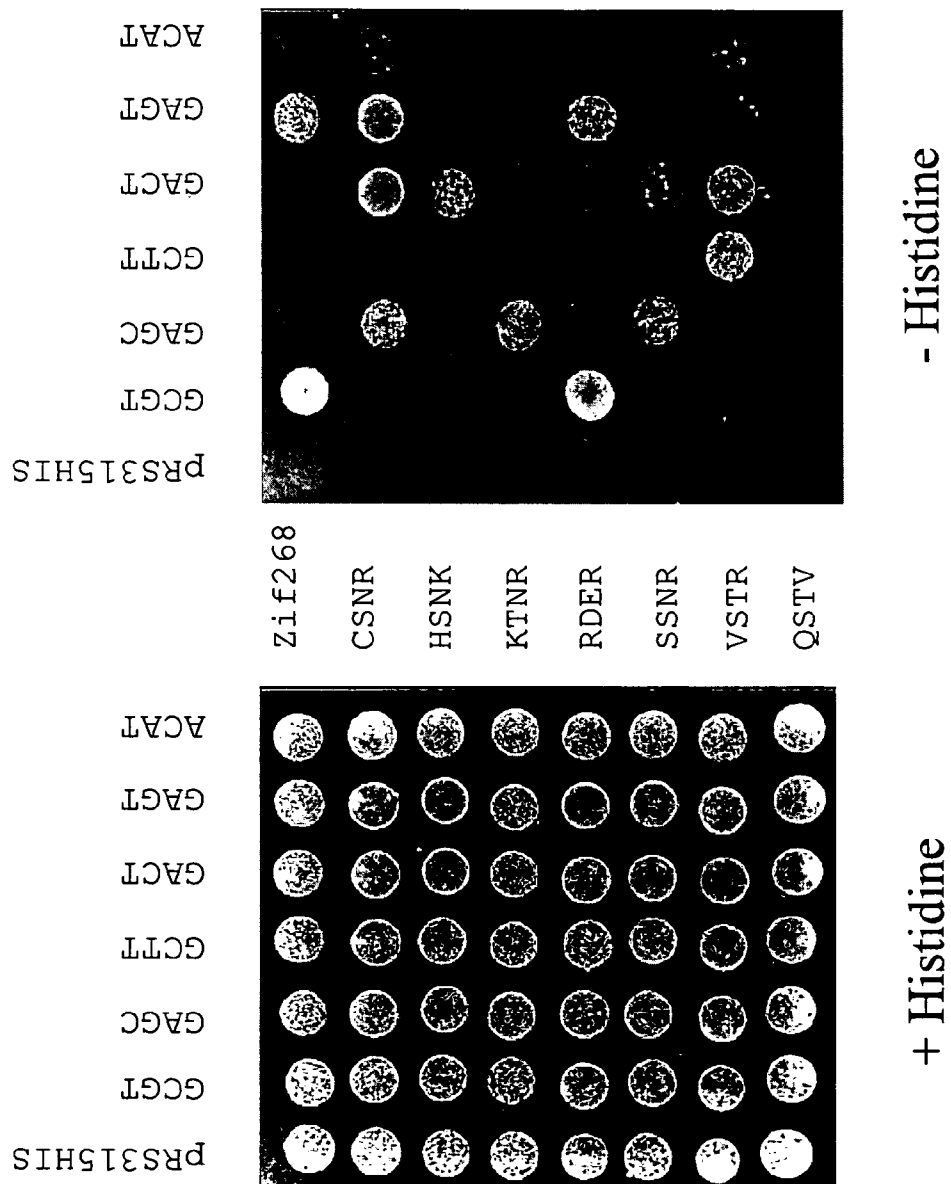 ACAT
GAGT
GACT
GCTT
GAGC
GCGT
pRS315HIS
- Histidine
Zif268
CSNR
HSNK
KTNR
RDER
SSNR
VSTR
QSTV
ACAT
GAGT
GACT
GCTT
GAGC
GCGT
pRS315HIS
+ Histidine